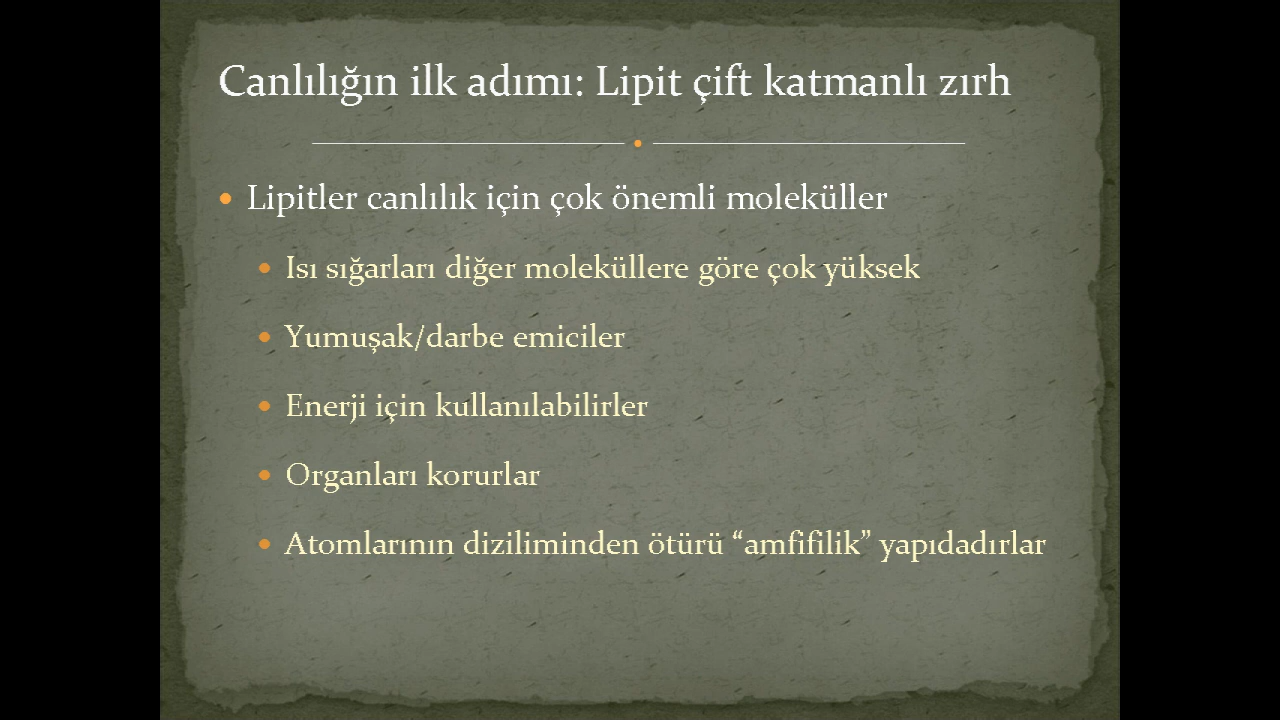 Canlılığın ilk adımı: Lipit çift katmanlı zırh
Lipitler canlılık için çok önemli moleküller
Isı sığarları diğer moleküllere göre çok yüksek
Yumuşak/darbe emiciler
Enerji için kullanılabilirler
Organları korurlar
Atomlarının diziliminden ötürü “amfifilik” yapıdadırlar